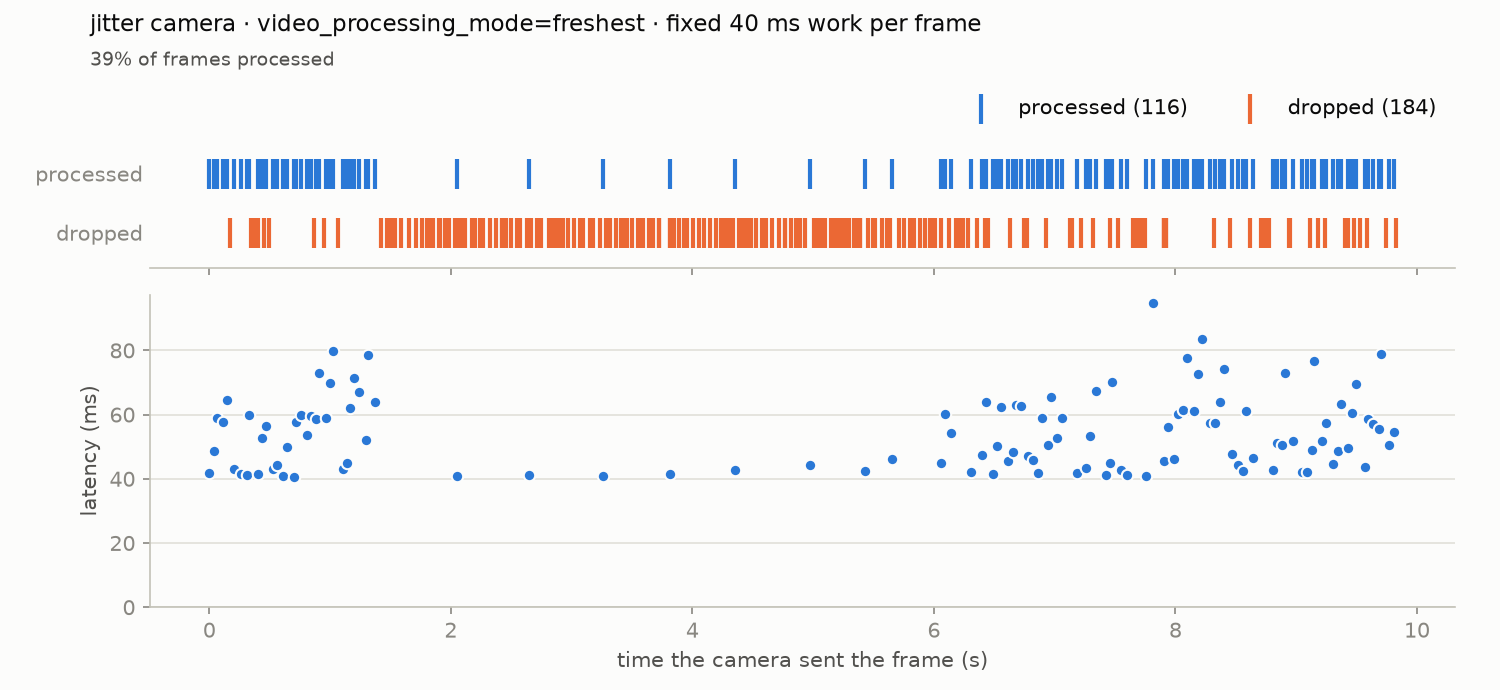 jitter camera · video_processing_mode=freshest · fixed 40 ms work per frame
39% of frames processed
processed (116) dropped (184)
processed
dropped
80
60
40
20
0
latency (ms)
0 2 4 6 8 10
time the camera sent the frame (s)